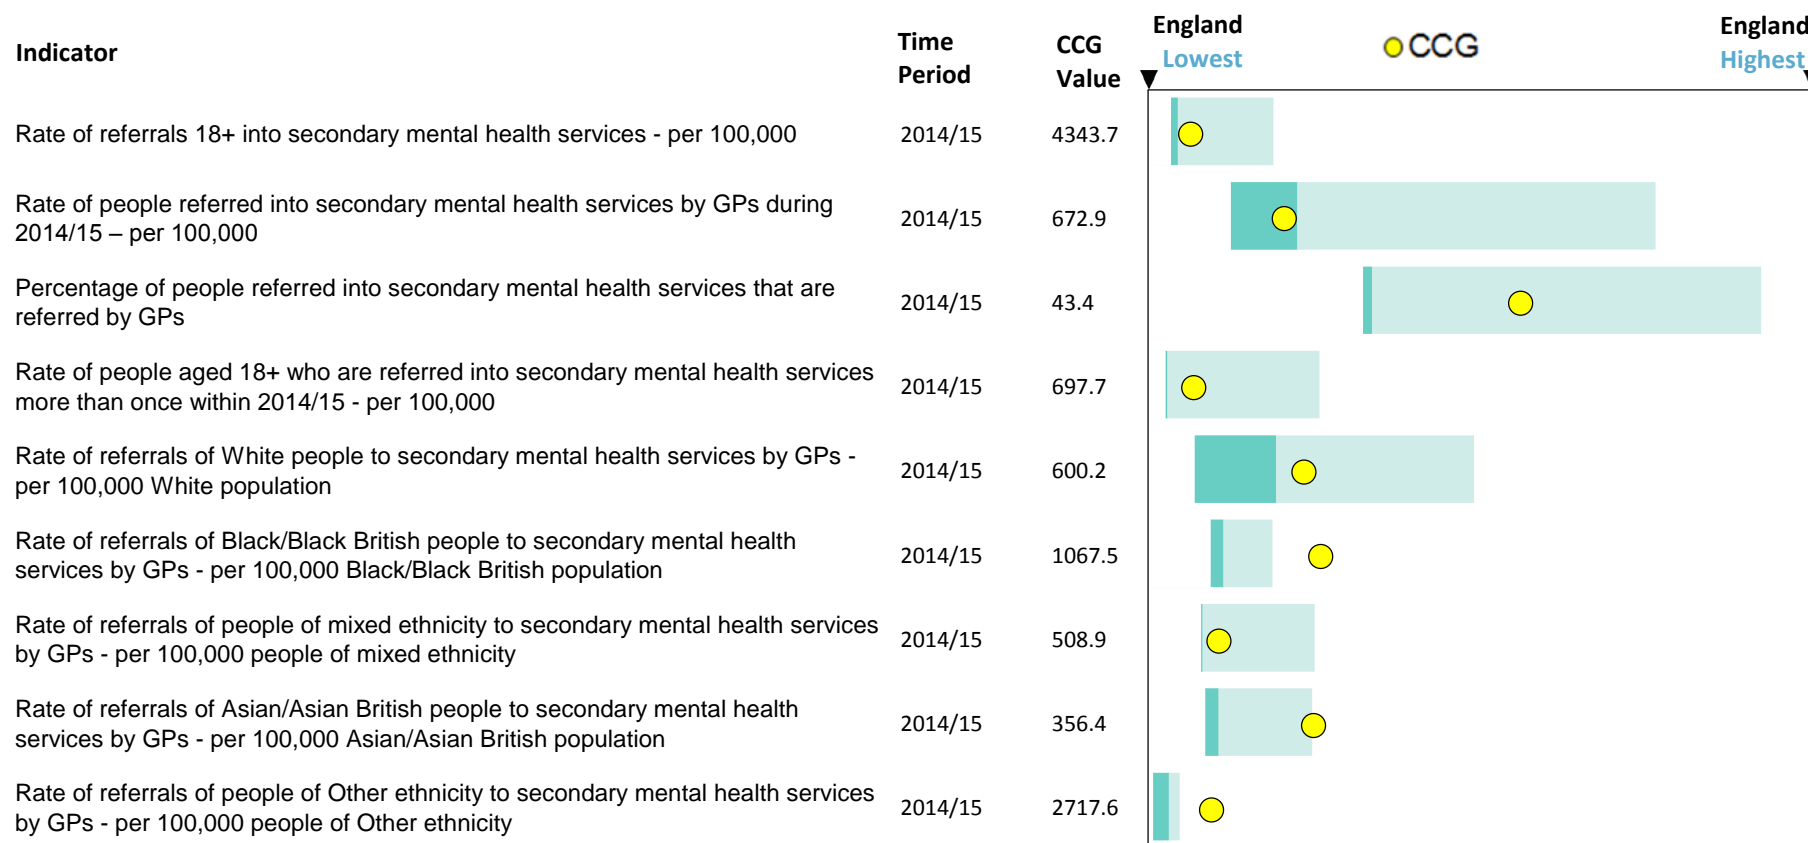 Indicator
Time Period
CCG Value
England Lowest
CCG
England Highest
Rate of referrals 18+ into secondary mental health services - per 100,000
2014/15
4343.7
Rate of people referred into secondary mental health services by GPs during
2014/15 – per 100,000
2014/15
672.9
Percentage of people referred into secondary mental health services that are
referred by GPs
2014/15
43.4
Rate of people aged 18+ who are referred into secondary mental health services
more than once within 2014/15 - per 100,000
2014/15
697.7
Rate of referrals of White people to secondary mental health services by GPs -
per 100,000 White population
2014/15
600.2
Rate of referrals of Black/Black British people to secondary mental health
services by GPs - per 100,000 Black/Black British population
2014/15
1067.5
Rate of referrals of people of mixed ethnicity to secondary mental health services
by GPs - per 100,000 people of mixed ethnicity
2014/15
508.9
Rate of referrals of Asian/Asian British people to secondary mental health
services by GPs - per 100,000 Asian/Asian British population
2014/15
356.4
Rate of referrals of people of Other ethnicity to secondary mental health services
by GPs - per 100,000 people of Other ethnicity
2014/15
2717.6